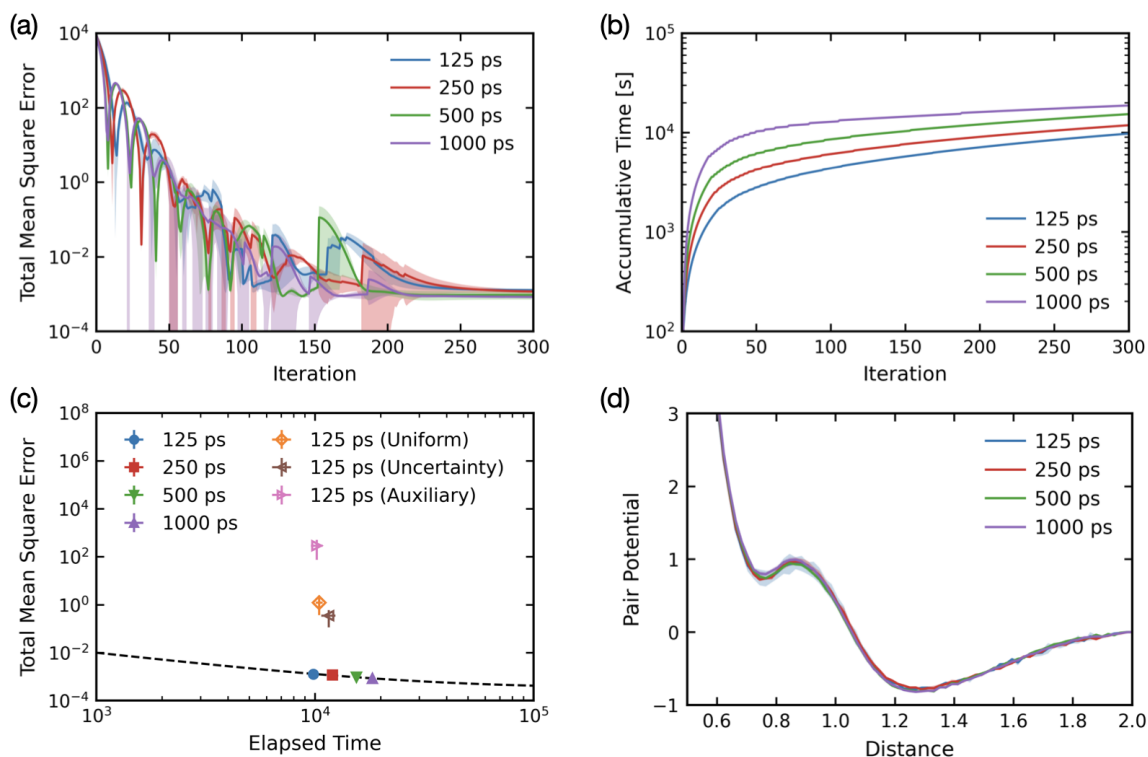 (a)
10^4
10^2
10^0
10^−2
10^−4
Total Mean Square Error
125 ps
250 ps
500 ps
1000 ps
0 50 100 150 200 250 300
Iteration
(b)
10^5
10^4
10^3
10^2
Accumulative Time [s]
125 ps
250 ps
500 ps
1000 ps
0 50 100 150 200 250 300
Iteration
(c)
10^8
10^6
10^4
10^2
10^0
10^−2
10^−4
Total Mean Square Error
125 ps
250 ps
500 ps
1000 ps
125 ps (Uniform)
125 ps (Uncertainty)
125 ps (Auxiliary)
10^3 10^4 10^5
Elapsed Time
(d)
3
2
1
0
−1
Pair Potential
125 ps
250 ps
500 ps
1000 ps
0.6 0.8 1.0 1.2 1.4 1.6 1.8 2.0
Distance